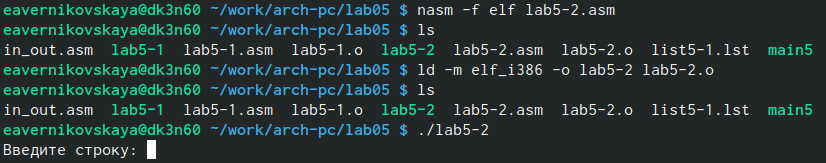 eavernikovskaya@dk3n60 ~/work/arch-pc/lab05 $ nasm -f elf lab5-2.asm
eavernikovskaya@dk3n60 ~/work/arch-pc/lab05 $ ls
in_out.asm lab5-1 lab5-1.asm lab5-1.o lab5-2 lab5-2.asm lab5-2.o list5-1.lst main5
eavernikovskaya@dk3n60 ~/work/arch-pc/lab05 $ ld -m elf_i386 -o lab5-2 lab5-2.o
eavernikovskaya@dk3n60 ~/work/arch-pc/lab05 $ ls
in_out.asm lab5-1 lab5-1.asm lab5-1.o lab5-2 lab5-2.asm lab5-2.o list5-1.lst main5
eavernikovskaya@dk3n60 ~/work/arch-pc/lab05 $ ./lab5-2
Введите строку: